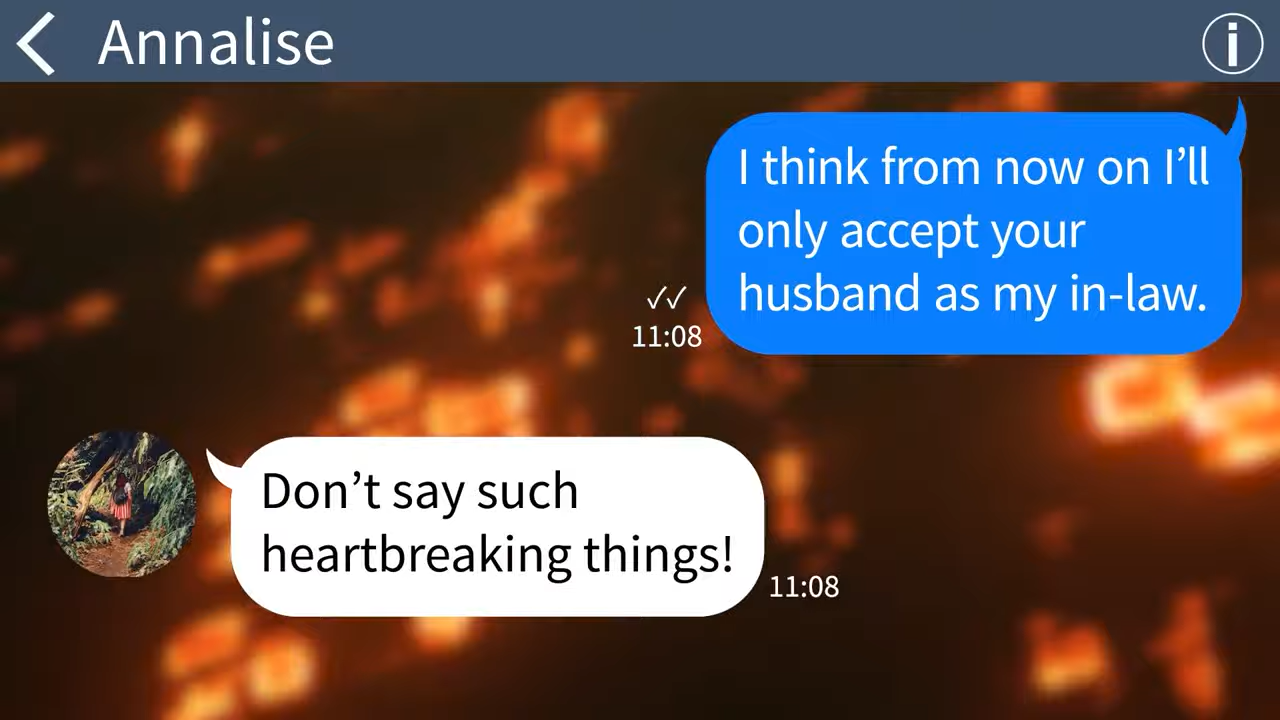 Annalise
I think from now on I’ll
only accept your
husband as my in-law.
✓✓
11:08
Don’t say such
heartbreaking things!
11:08